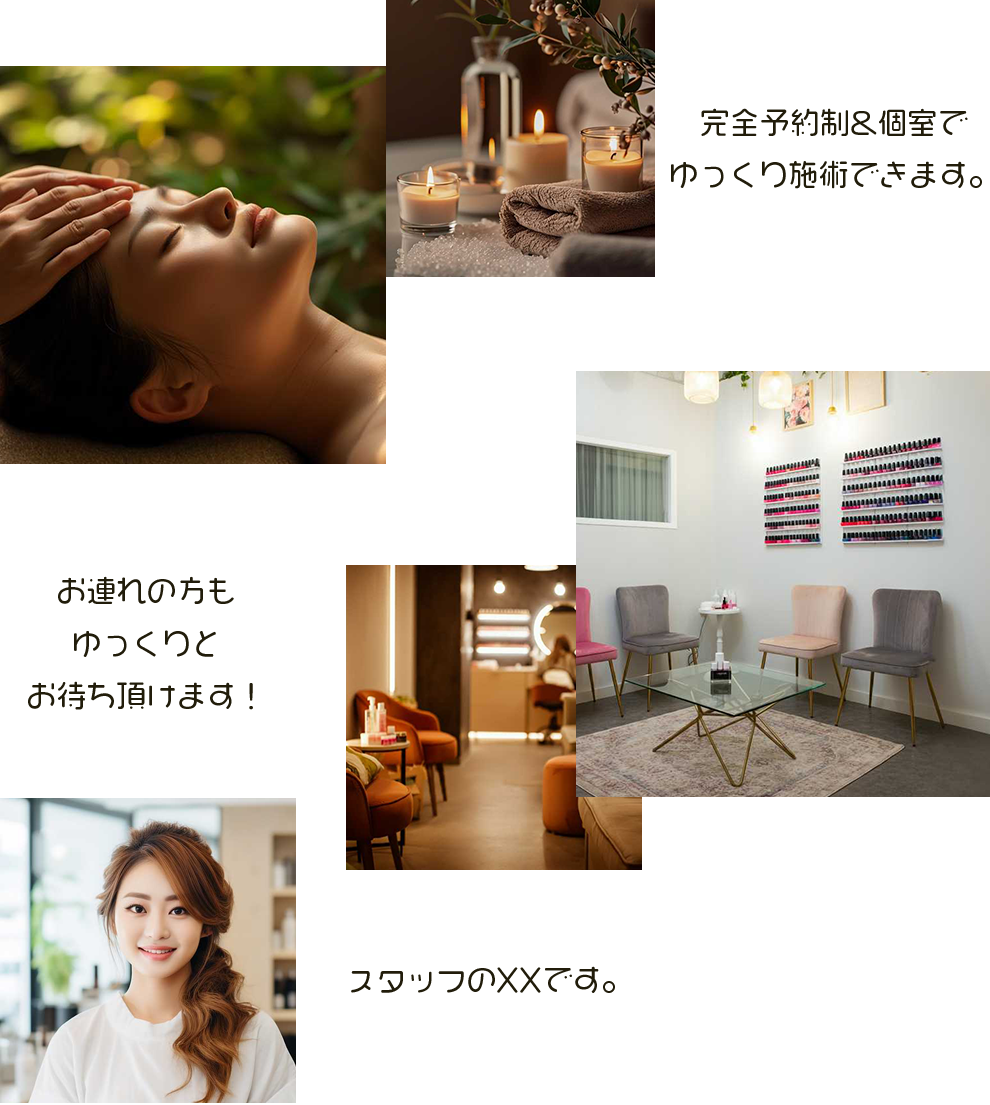 完全予約制&個室で
ゆっくり施術できます。
お連れの方も
ゆっくりと
お待ち頂けます！
スタッフのXXです。